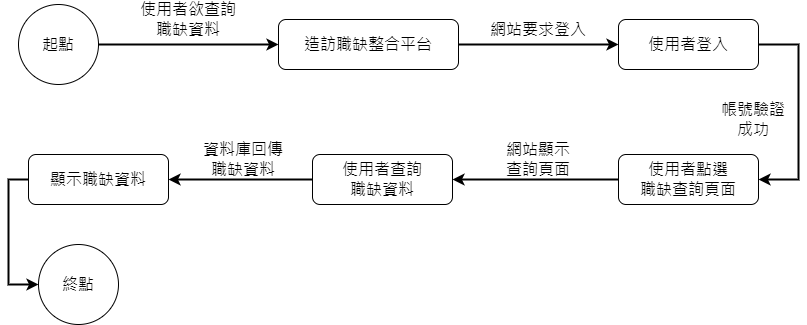 使用者欲查詢
職缺資料
起點
造訪職缺整合平台
網站要求登入
使用者登入
帳號驗證
成功
使用者點選
職缺查詢頁面
網站顯示
查詢頁面
使用者查詢
職缺資料
資料庫回傳
職缺資料
顯示職缺資料
終點